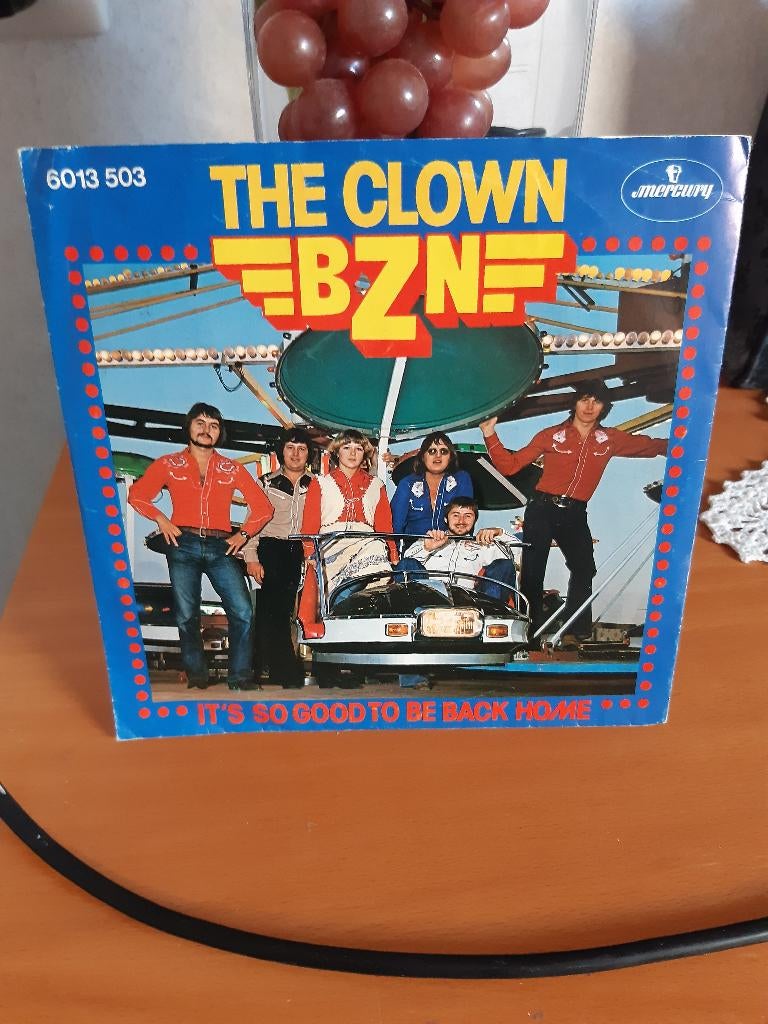 6013 503
THE CLOWN
mercury
BZN
IT'S SO GOOD TO BE BACK HOME